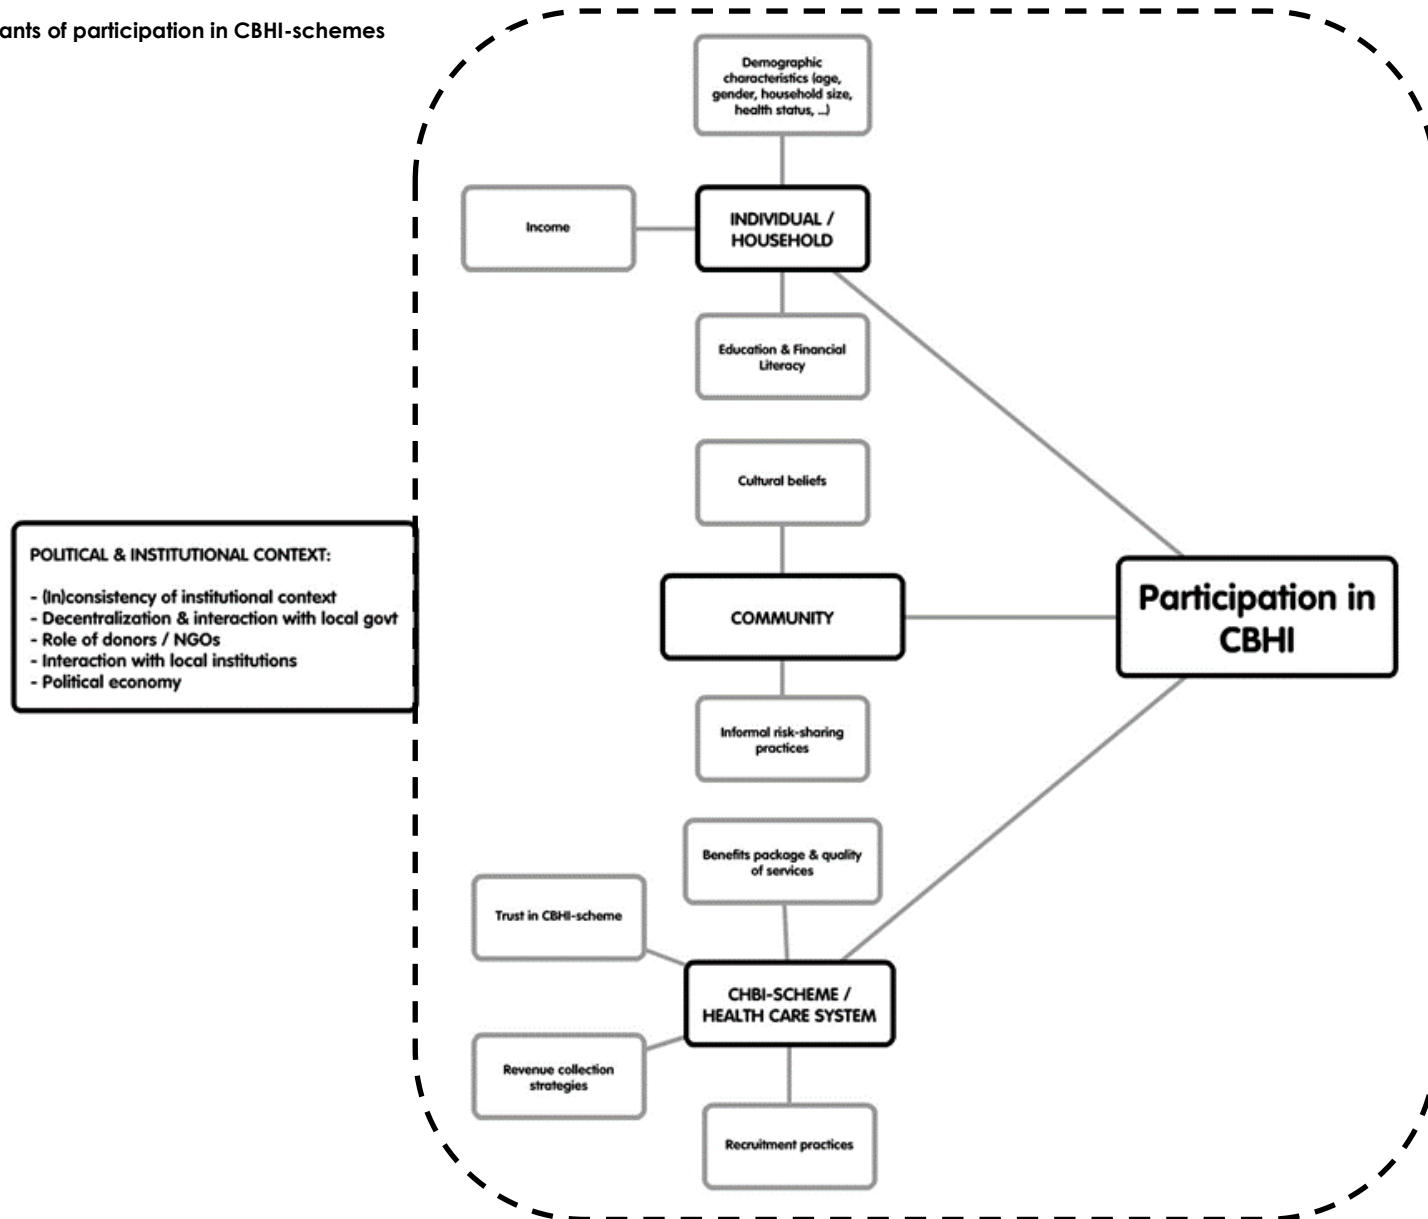 ants of participation in CBHI-schemes
Demographic
characteristics (age,
gender, household size,
health status, ...)
Income
INDIVIDUAL /
HOUSEHOLD
Education & Financial
Literacy
Cultural beliefs
POLITICAL & INSTITUTIONAL CONTEXT:
- (In)consistency of institutional context
- Decentralization & interaction with local govt
- Role of donors / NGOs
- Interaction with local institutions
- Political economy
COMMUNITY
Participation in
CBHI
Informal risk-sharing
practices
Benefits package & quality
of services
Trust in CBHI-scheme
CHBI-SCHEME /
HEALTH CARE SYSTEM
Revenue collection
strategies
Recruitment practices